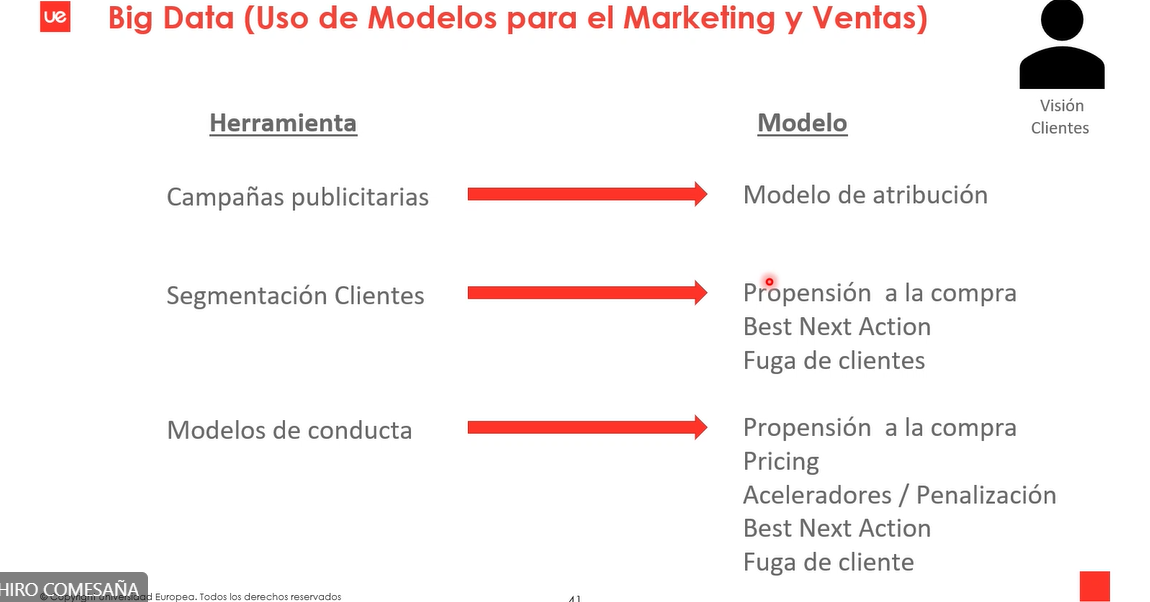 ue
Big Data (Uso de Modelos para el Marketing y Ventas)
Visión
Clientes
Herramienta
Modelo
Campañas publicitarias
Modelo de atribución
Segmentación Clientes
Propensión a la compra
Best Next Action
Fuga de clientes
Modelos de conducta
Propensión a la compra
Pricing
Aceleradores / Penalización
Best Next Action
Fuga de cliente
HIRO COMESAÑA
© Copyright Universidad Europea. Todos los derechos reservados
41